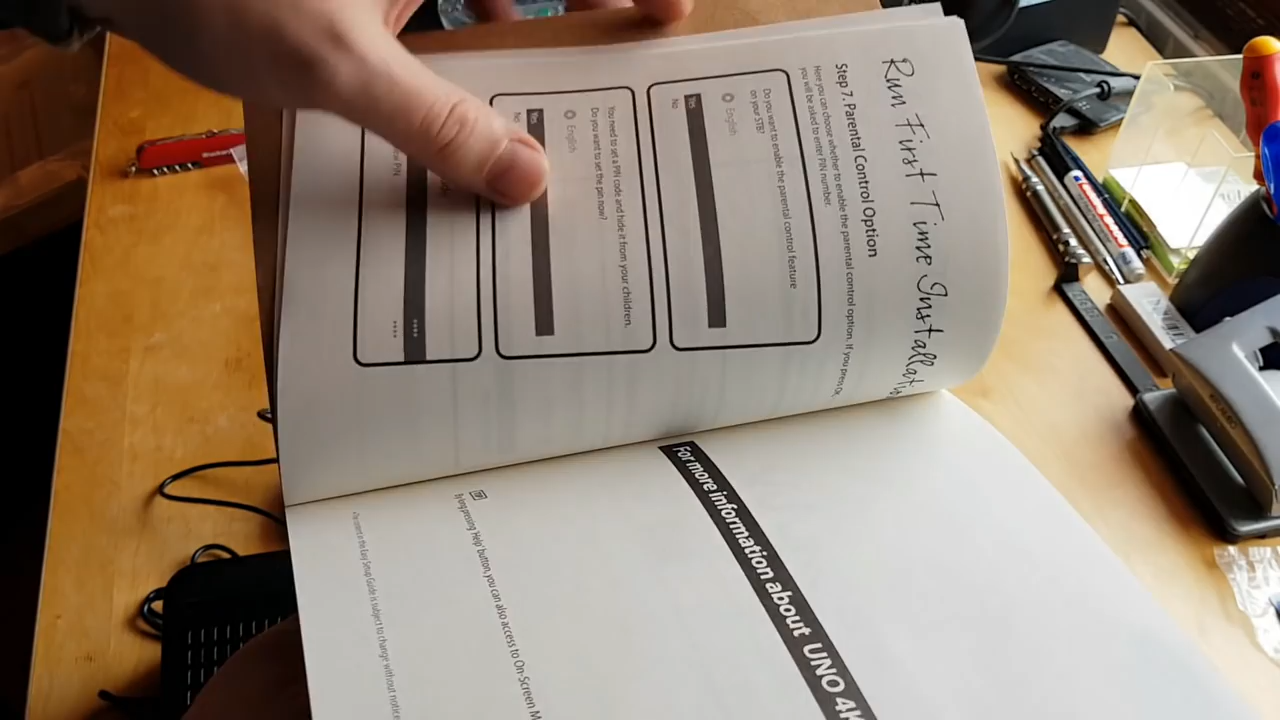 Run First Time Installati
Step 7. Parental Control Option
Here you can choose whether to enable the parental control option. If you press OK,
you will be asked to enter PIN number.
Do you want to enable the parental control feature
on your STB?
English
Yes
No
You need to set a PIN code and hide it from your children.
Do you want to set the pin now?
English
Yes
No
PIN
****
****
For more information about UNO 4K
TIP
By long pressing 'Help' button, you can also access to On-Screen M
Easy Setup Guide is subject to change without notice
edding